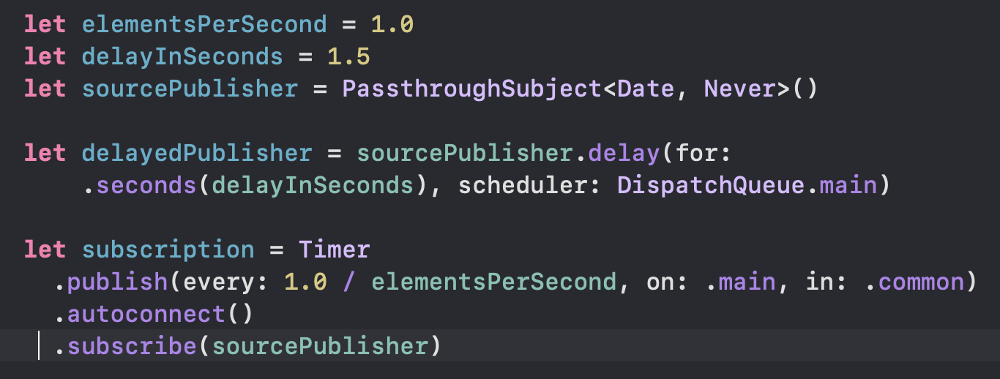 let elementsPerSecond = 1.0
let delayInSeconds = 1.5
let sourcePublisher = PassthroughSubject<Date, Never>()
let delayedPublisher = sourcePublisher.delay(for:
.seconds(delayInSeconds), scheduler: DispatchQueue.main)
let subscription = Timer
.publish(every: 1.0 / elementsPerSecond, on: .main, in: .common)
.autoconnect()
.subscribe(sourcePublisher)